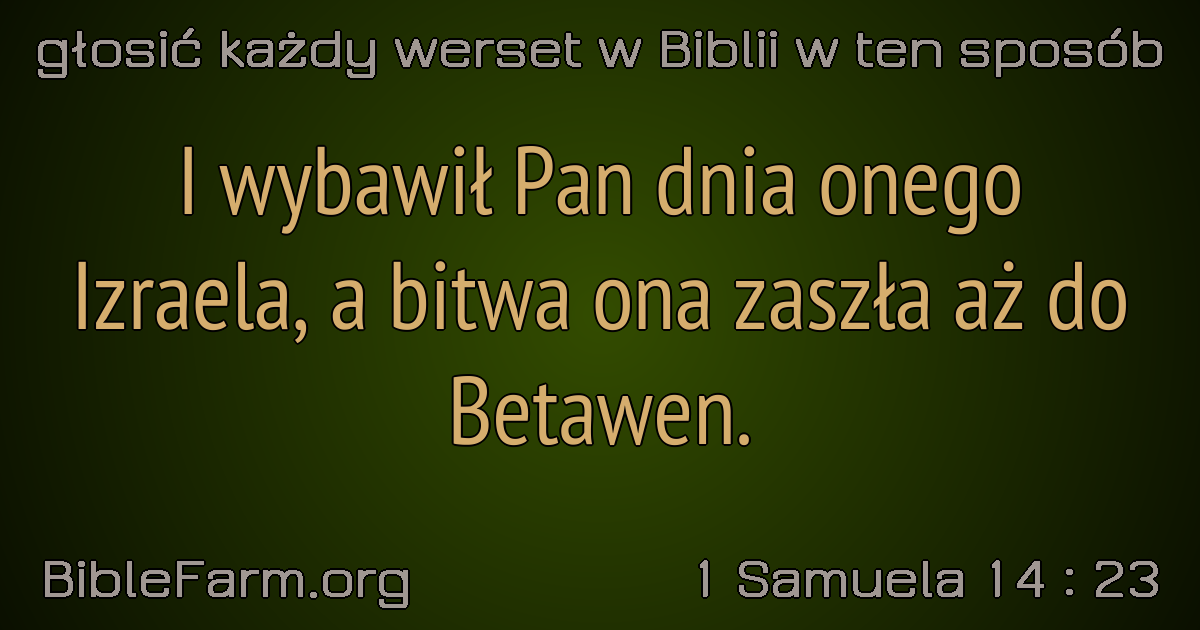 głosić każdy werset w Biblii w ten sposób
I wybawił Pan dnia onego
Izraela, a bitwa ona zaszła aż do
Betawen.
BibleFarm.org
1 Samuela 14 : 23